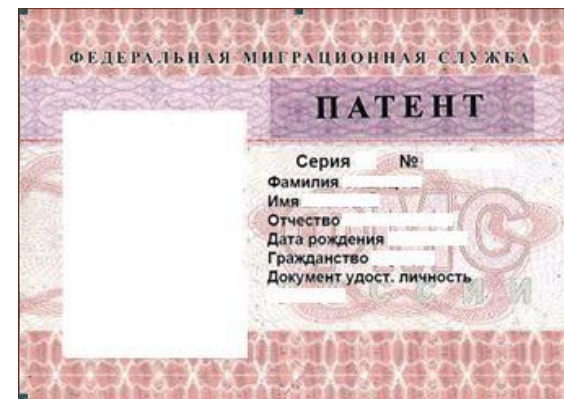 ФЕДЕРАЛЬНАЯ МИГРАЦИОННАЯ СЛУЖБА
ПАТЕНТ
Серия №
Фамилия
Имя
Отчество
Дата рождения
Гражданство
Документ удост. личность